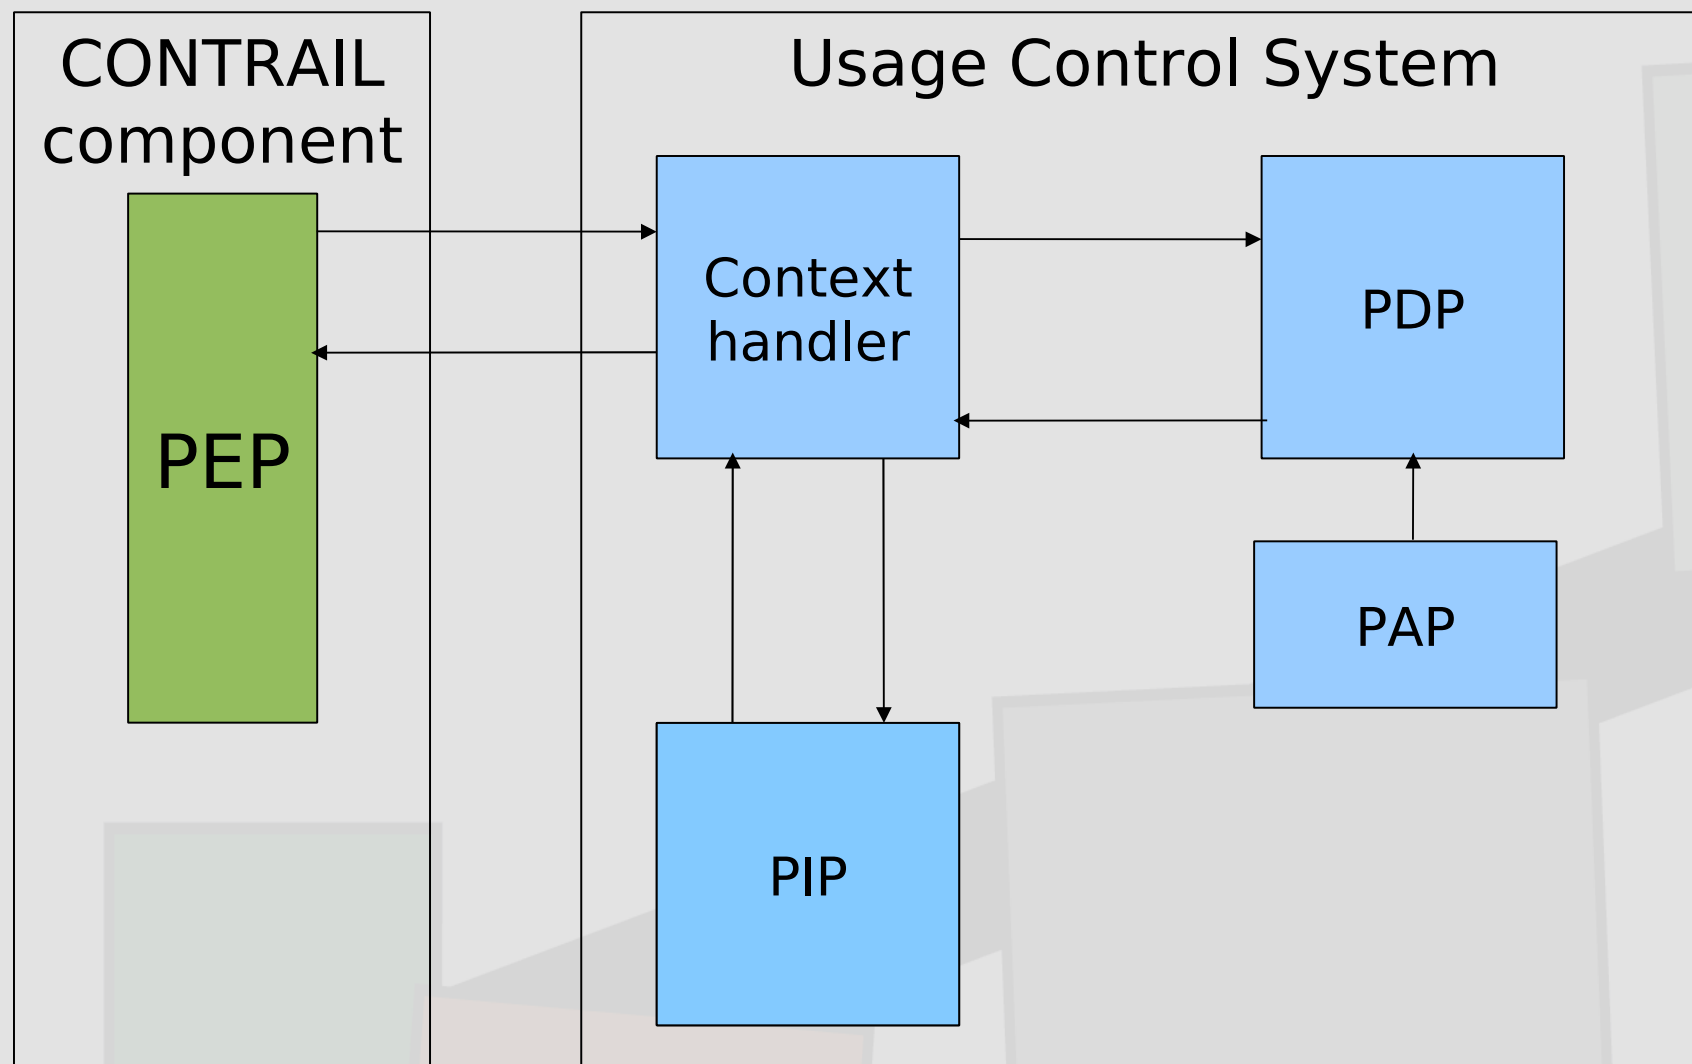 CONTRAIL
component
Usage Control System
PEP
Context
handler
PDP
PAP
PIP